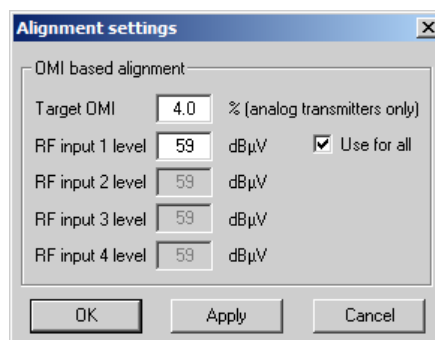 Alignment settings
OMI based alignment
Target OMI 4.0 % (analog transmitters only)
RF input 1 level 59 dBµV Use for all
RF input 2 level 59 dBµV
RF input 3 level 59 dBµV
RF input 4 level 59 dBµV
OK Apply Cancel